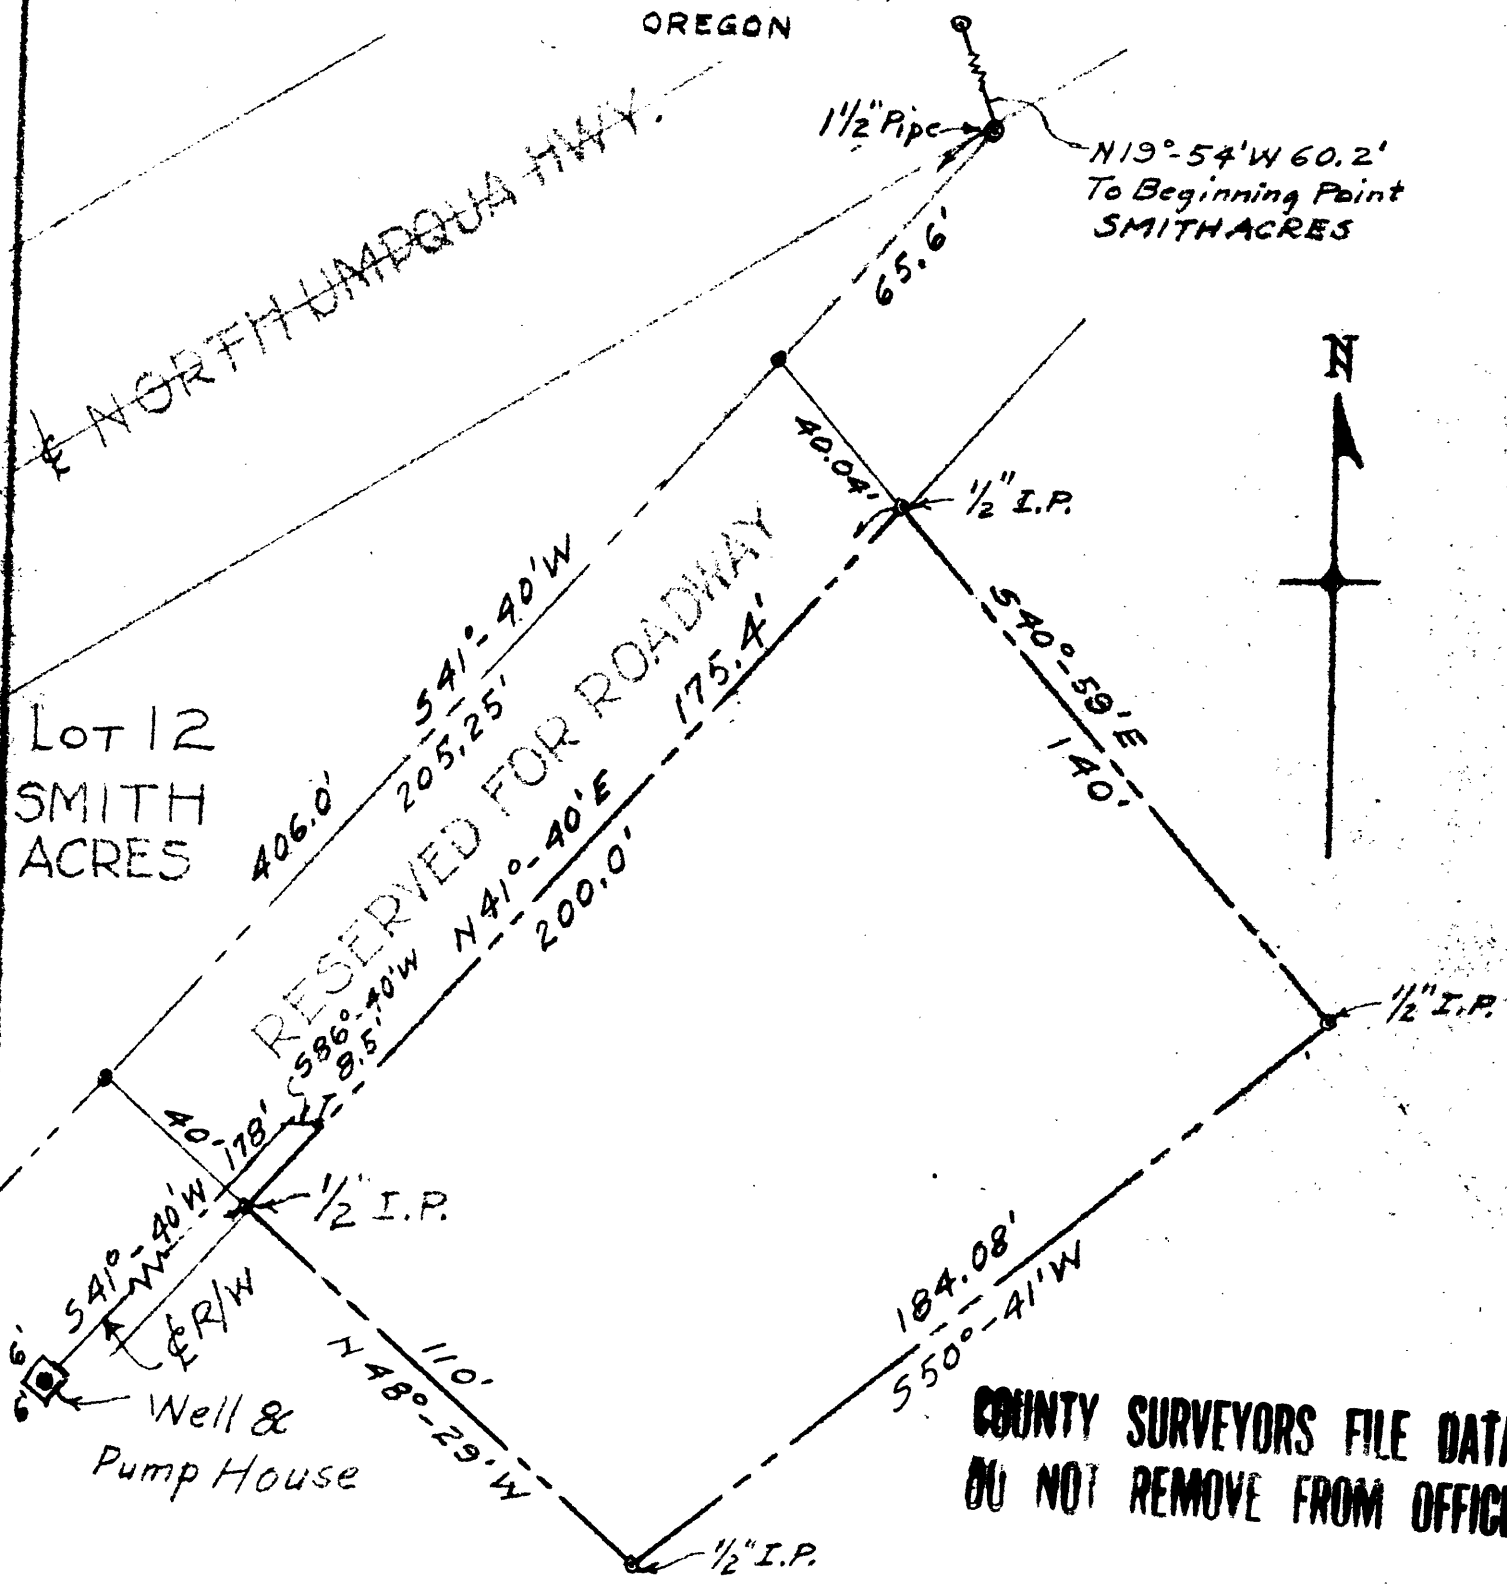 OREGON
1½" Pipe
N19°-54'W 60.2'
To Beginning Point
SMITH ACRES
℄ NORTH UMPQUA HWY.
65.6'
N
40.04'
½" I.P.
S41°-40'W
205.25'
406.0'
RESERVED FOR ROADWAY
175.4'
N41°-40'E
200.0'
S40°-59'E
140'
LOT 12
SMITH
ACRES
½" I.P.
S86°-40'W
8.5'
40'
178'
S41°-40'W
½" I.P.
℄ R/W
6'
6'
Well &
Pump House
110'
N48°-29'W
184.08'
S50°-41'W
½" I.P.
COUNTY SURVEYORS FILE DATA
DO NOT REMOVE FROM OFFICE